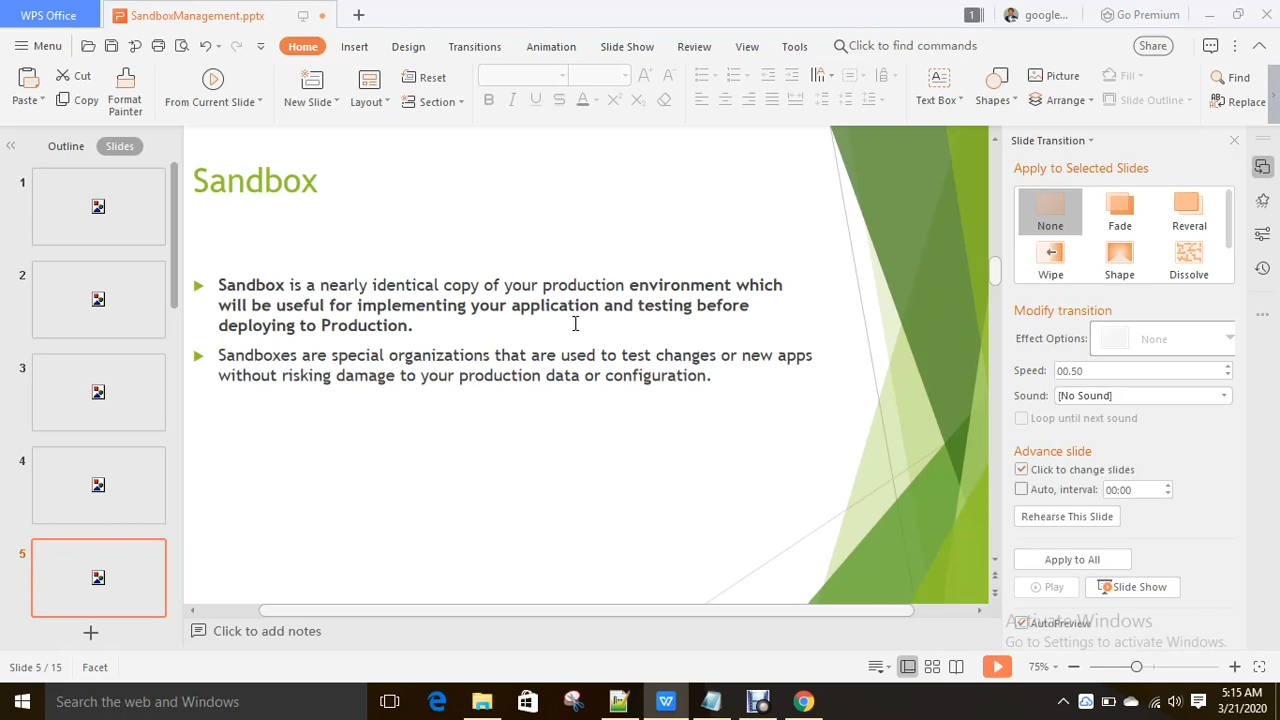 WPS Office
SandboxManagement.pptx
1
google...
Go Premium
Menu
Home
Insert
Design
Transitions
Animation
Slide Show
Review
View
Tools
Click to find commands
Share
Cut
Copy
Format
Painter
From Current Slide
New Slide
Layout
Reset
Section
B I U S A X² X₂
Text Box
Shapes
Picture
Arrange
Fill
Slide Outline
Find
Replace
Outline
Slides
1
2
3
4
5
Sandbox
Sandbox is a nearly identical copy of your production environment which
will be useful for implementing your application and testing before
deploying to Production.
Sandboxes are special organizations that are used to test changes or new apps
without risking damage to your production data or configuration.
Slide Transition
Apply to Selected Slides
None
Fade
Reveral
Wipe
Shape
Dissolve
Modify transition
Effect Options:
None
Speed:
00.50
Sound:
[No Sound]
Loop until next sound
Advance slide
Click to change slides
Auto, interval:
00:00
Rehearse This Slide
Apply to All
Play
Slide Show
AutoPreview
Activate Windows
Go to Settings to activate Windows.
Click to add notes
Slide 5 / 15
Facet
75%
Search the web and Windows
5:15 AM
3/21/2020